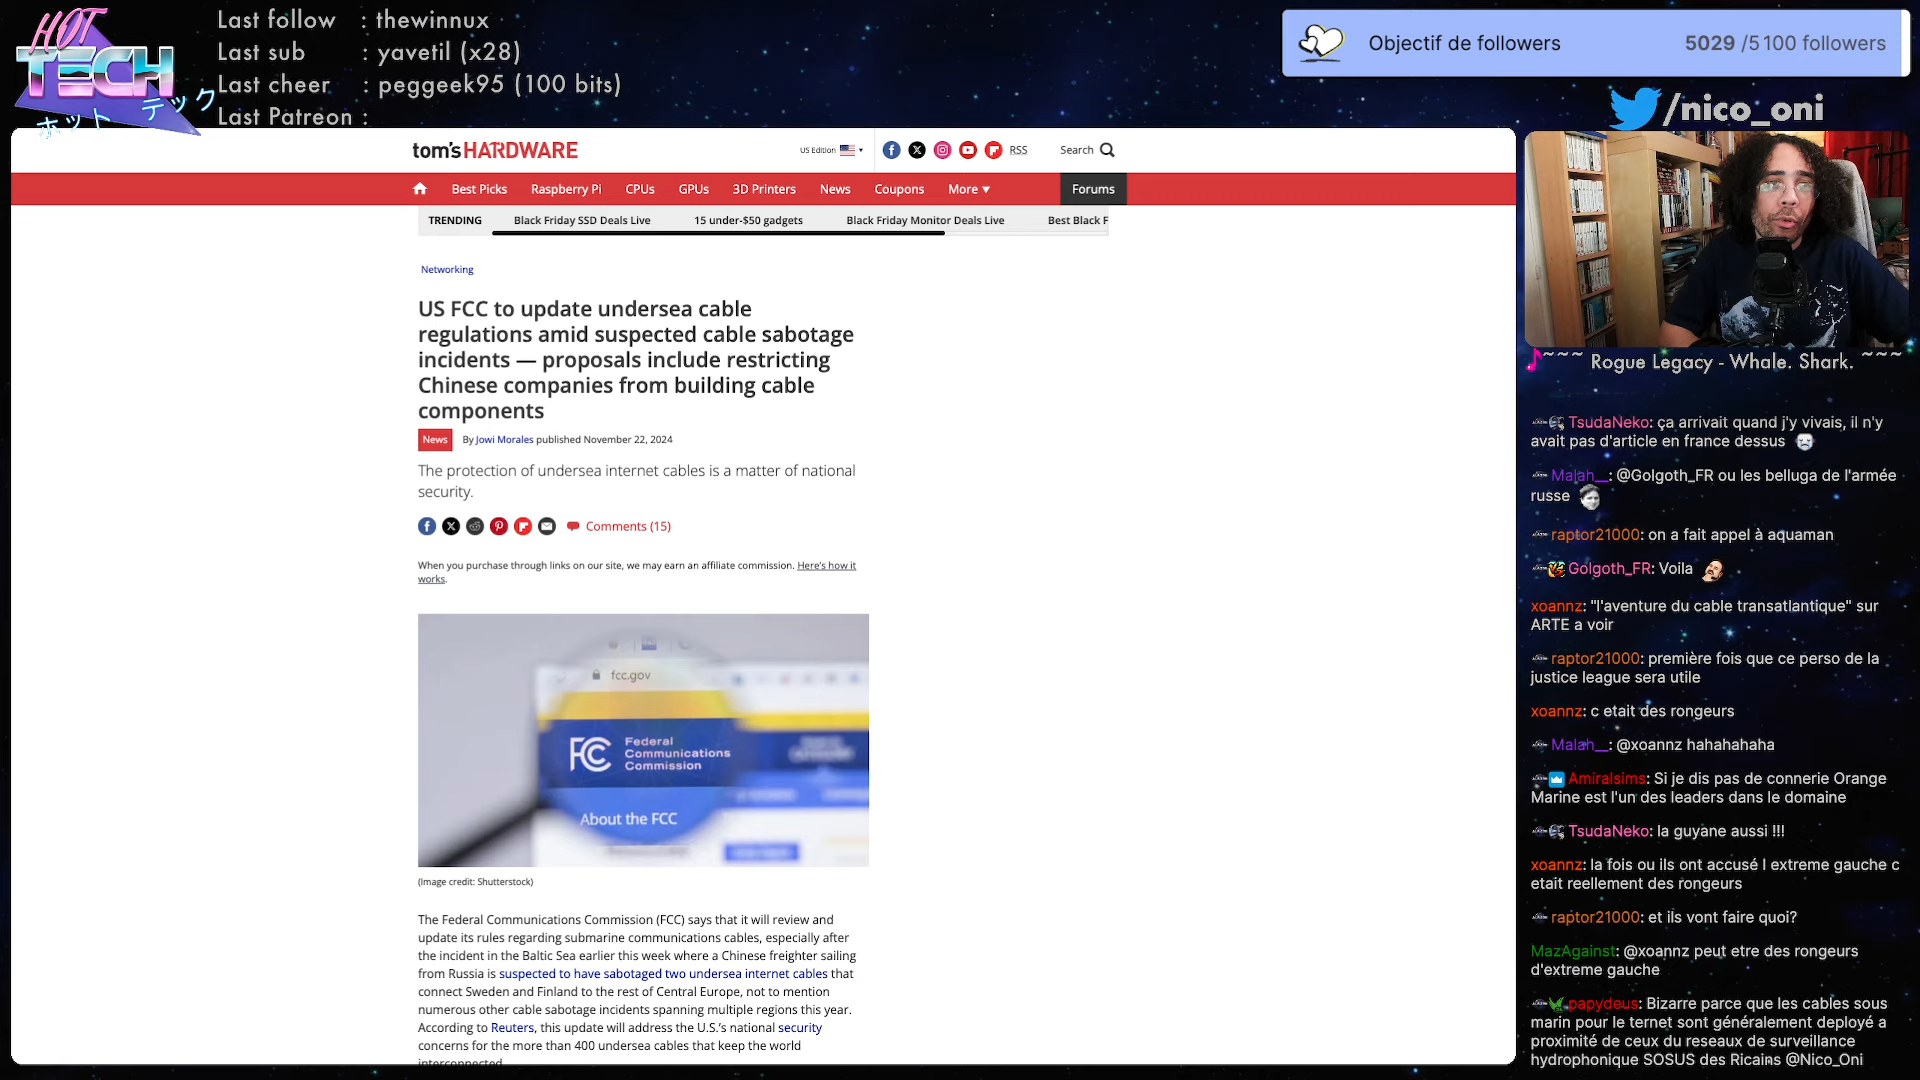 HOT
TECH
ホット テック
Last follow : thewinnux
Last sub : yavetil (x28)
Last cheer : peggeek95 (100 bits)
Last Patreon :
Objectif de followers 5029 /5 100 followers
/nico_oni
tom's HARDWARE
US Edition
RSS
Search
Best Picks Raspberry Pi CPUs GPUs 3D Printers News Coupons More ▼ Forums
TRENDING Black Friday SSD Deals Live 15 under-$50 gadgets Black Friday Monitor Deals Live Best Black F
Networking
US FCC to update undersea cable
regulations amid suspected cable sabotage
incidents — proposals include restricting
Chinese companies from building cable
components
News By Jowi Morales published November 22, 2024
The protection of undersea internet cables is a matter of national
security.
Comments (15)
When you purchase through links on our site, we may earn an affiliate commission. Here's how it
works.
fcc.gov
FC Federal
Communications
Commission
About the FCC
(Image credit: Shutterstock)
The Federal Communications Commission (FCC) says that it will review and
update its rules regarding submarine communications cables, especially after
the incident in the Baltic Sea earlier this week where a Chinese freighter sailing
from Russia is suspected to have sabotaged two undersea internet cables that
connect Sweden and Finland to the rest of Central Europe, not to mention
numerous other cable sabotage incidents spanning multiple regions this year.
According to Reuters, this update will address the U.S.'s national security
concerns for the more than 400 undersea cables that keep the world
interconnected.
~~~ Rogue Legacy - Whale. Shark. ~~~
TsudaNeko: ça arrivait quand j'y vivais, il n'y
avait pas d'article en france dessus
Malah__: @Golgoth_FR ou les belluga de l'armée
russe
raptor21000: on a fait appel à aquaman
Golgoth_FR: Voila
xoannz: "l'aventure du cable transatlantique" sur
ARTE a voir
raptor21000: première fois que ce perso de la
justice league sera utile
xoannz: c etait des rongeurs
Malah__: @xoannz hahahahaha
Amiralsims: Si je dis pas de connerie Orange
Marine est l'un des leaders dans le domaine
TsudaNeko: la guyane aussi !!!
xoannz: la fois ou ils ont accusé l extreme gauche c
etait reellement des rongeurs
raptor21000: et ils vont faire quoi?
MazAgainst: @xoannz peut etre des rongeurs
d'extreme gauche
papydeus: Bizarre parce que les cables sous
marin pour le ternet sont généralement deployé a
proximité de ceux du reseaux de surveillance
hydrophonique SOSUS des Ricains @Nico_Oni